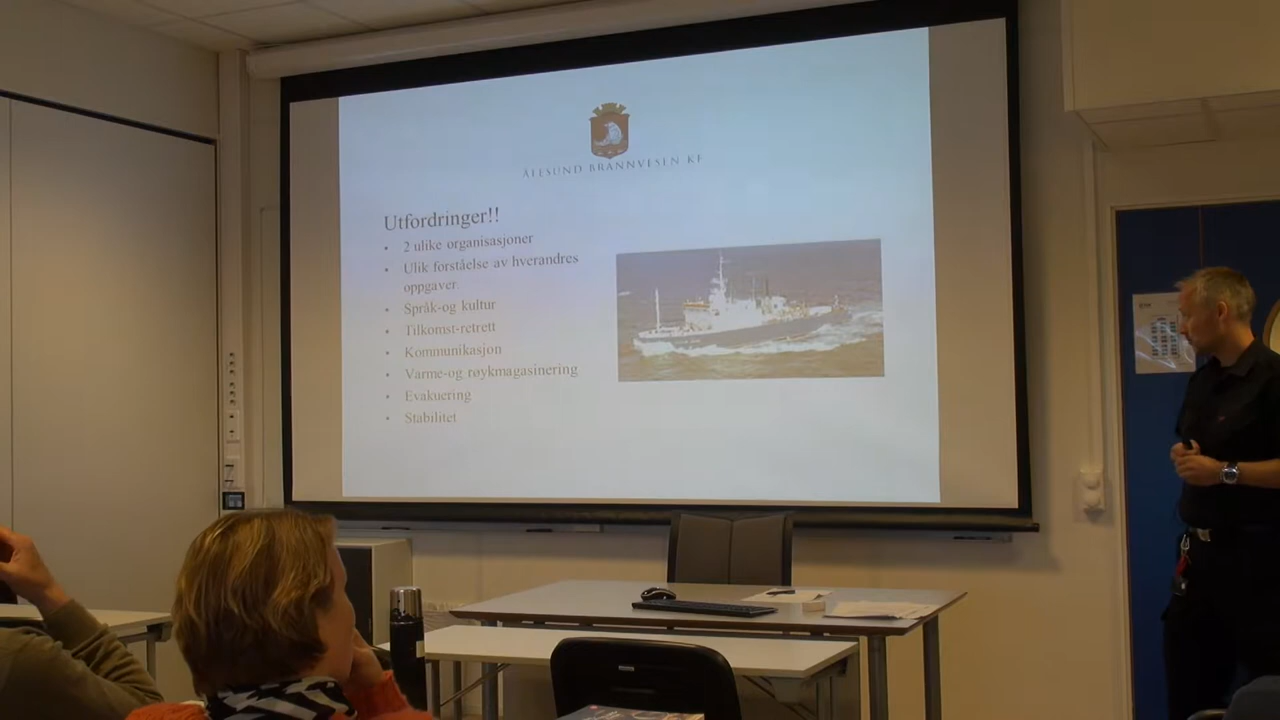 ÅLESUND BRANNVESEN KF
Utfordringer!!
• 2 ulike organisasjoner
• Ulik forståelse av hverandres
oppgaver.
• Språk-og kultur
• Tilkomst-retrett
• Kommunikasjon
• Varme-og røykmagasinering
• Evakuering
• Stabilitet